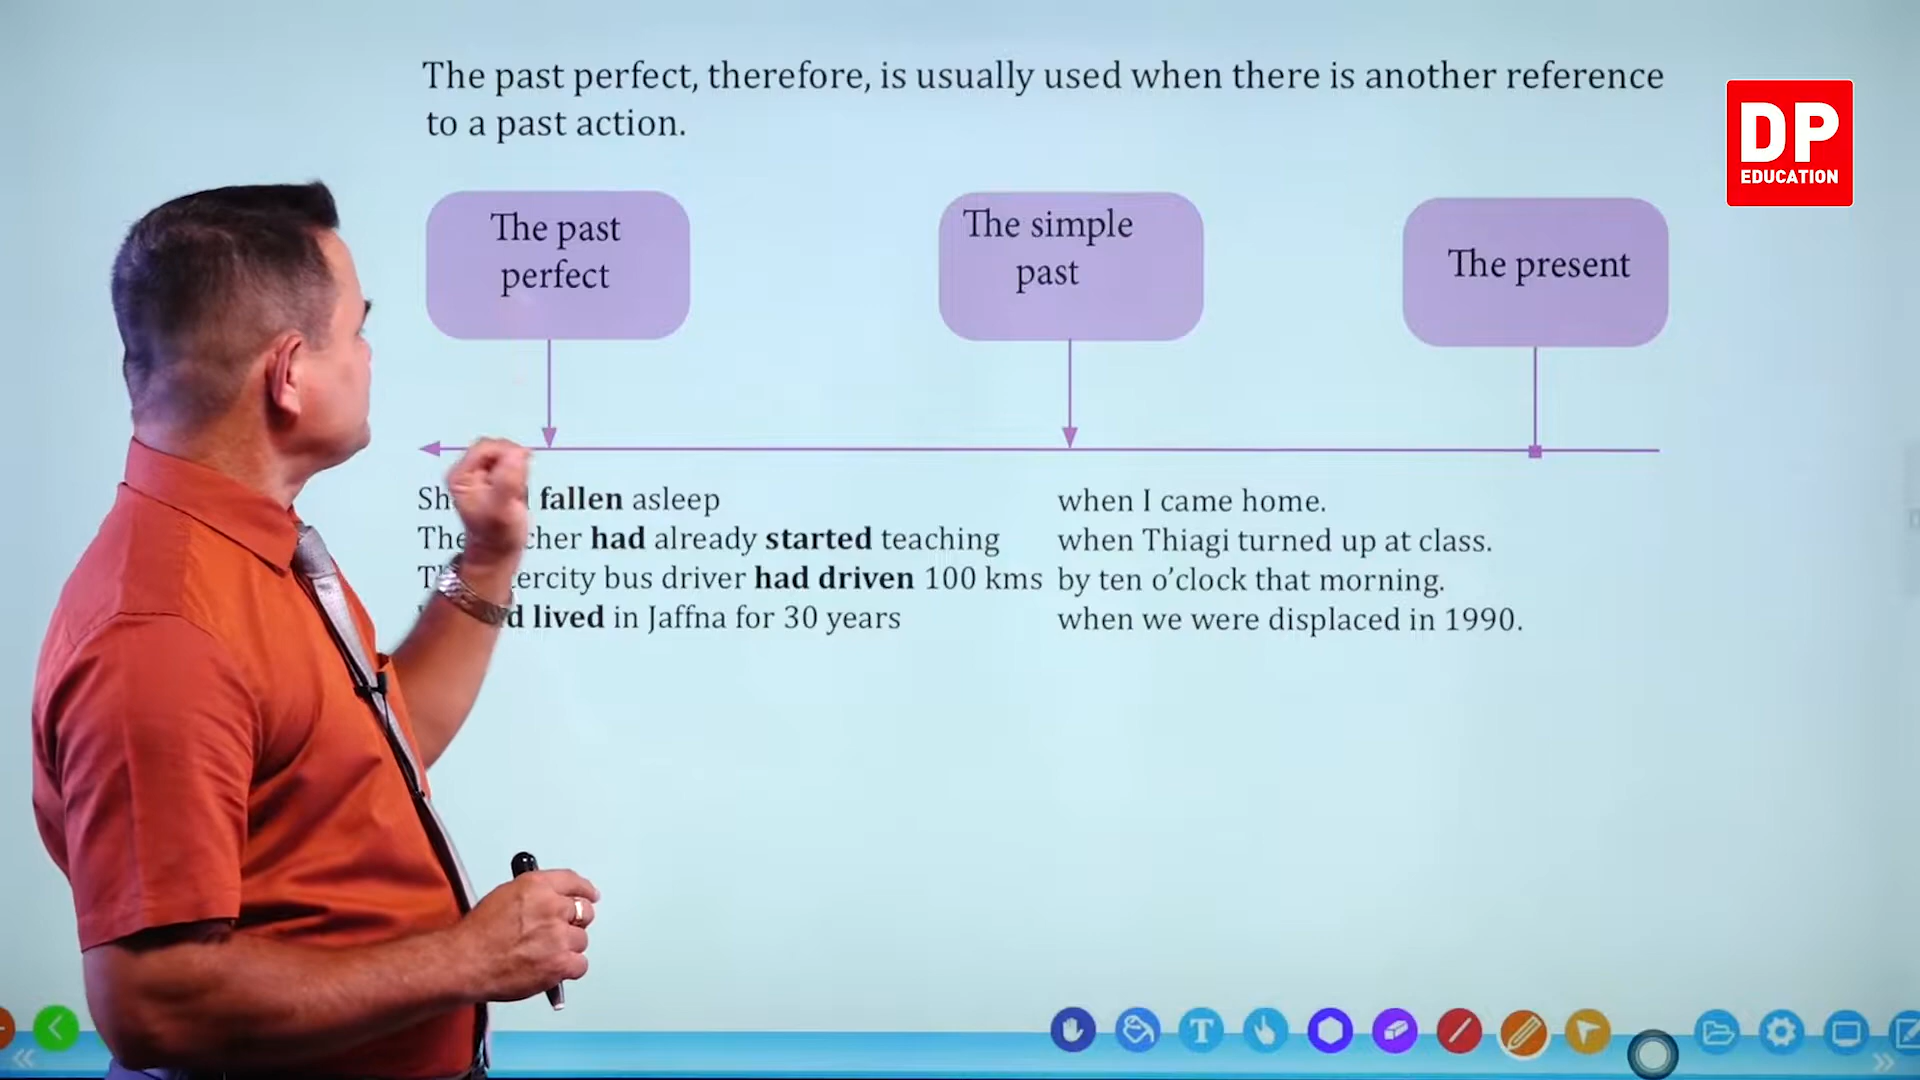 The past perfect, therefore, is usually used when there is another reference
to a past action.
DP
EDUCATION
The past
perfect
The simple
past
The present
fallen asleep when I came home.
had already started teaching when Thiagi turned up at class.
bus driver had driven 100 kms by ten o’clock that morning.
lived in Jaffna for 30 years when we were displaced in 1990.
T